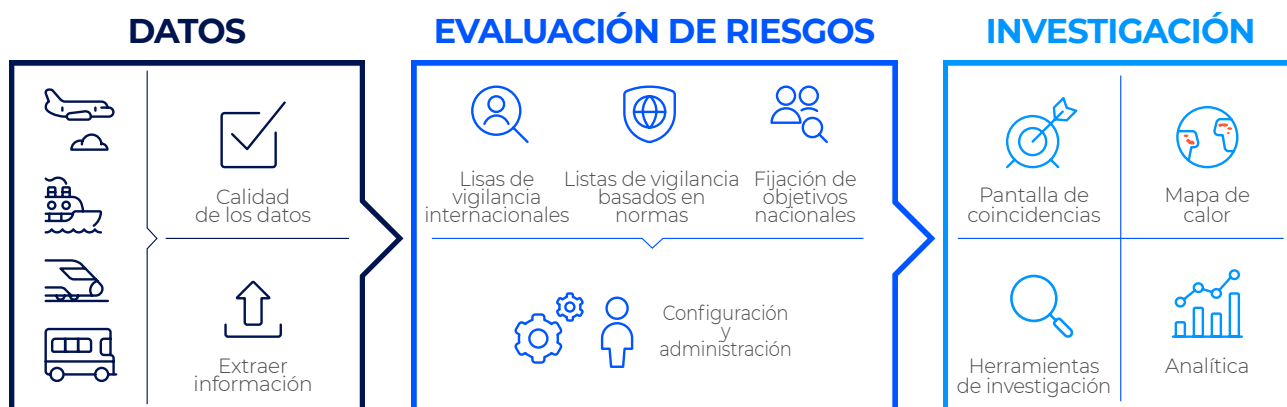 DATOS
EVALUACIÓN DE RIESGOS
INVESTIGACIÓN
Calidad
de los datos
Extraer
información
Lisas de
vigilancia
internacionales
Listas de vigilancia
basados en
normas
Fijación de
objetivos
nacionales
Configuración
y
administración
Pantalla de
coincidencias
Mapa de
calor
Herramientas
de investigación
Analítica